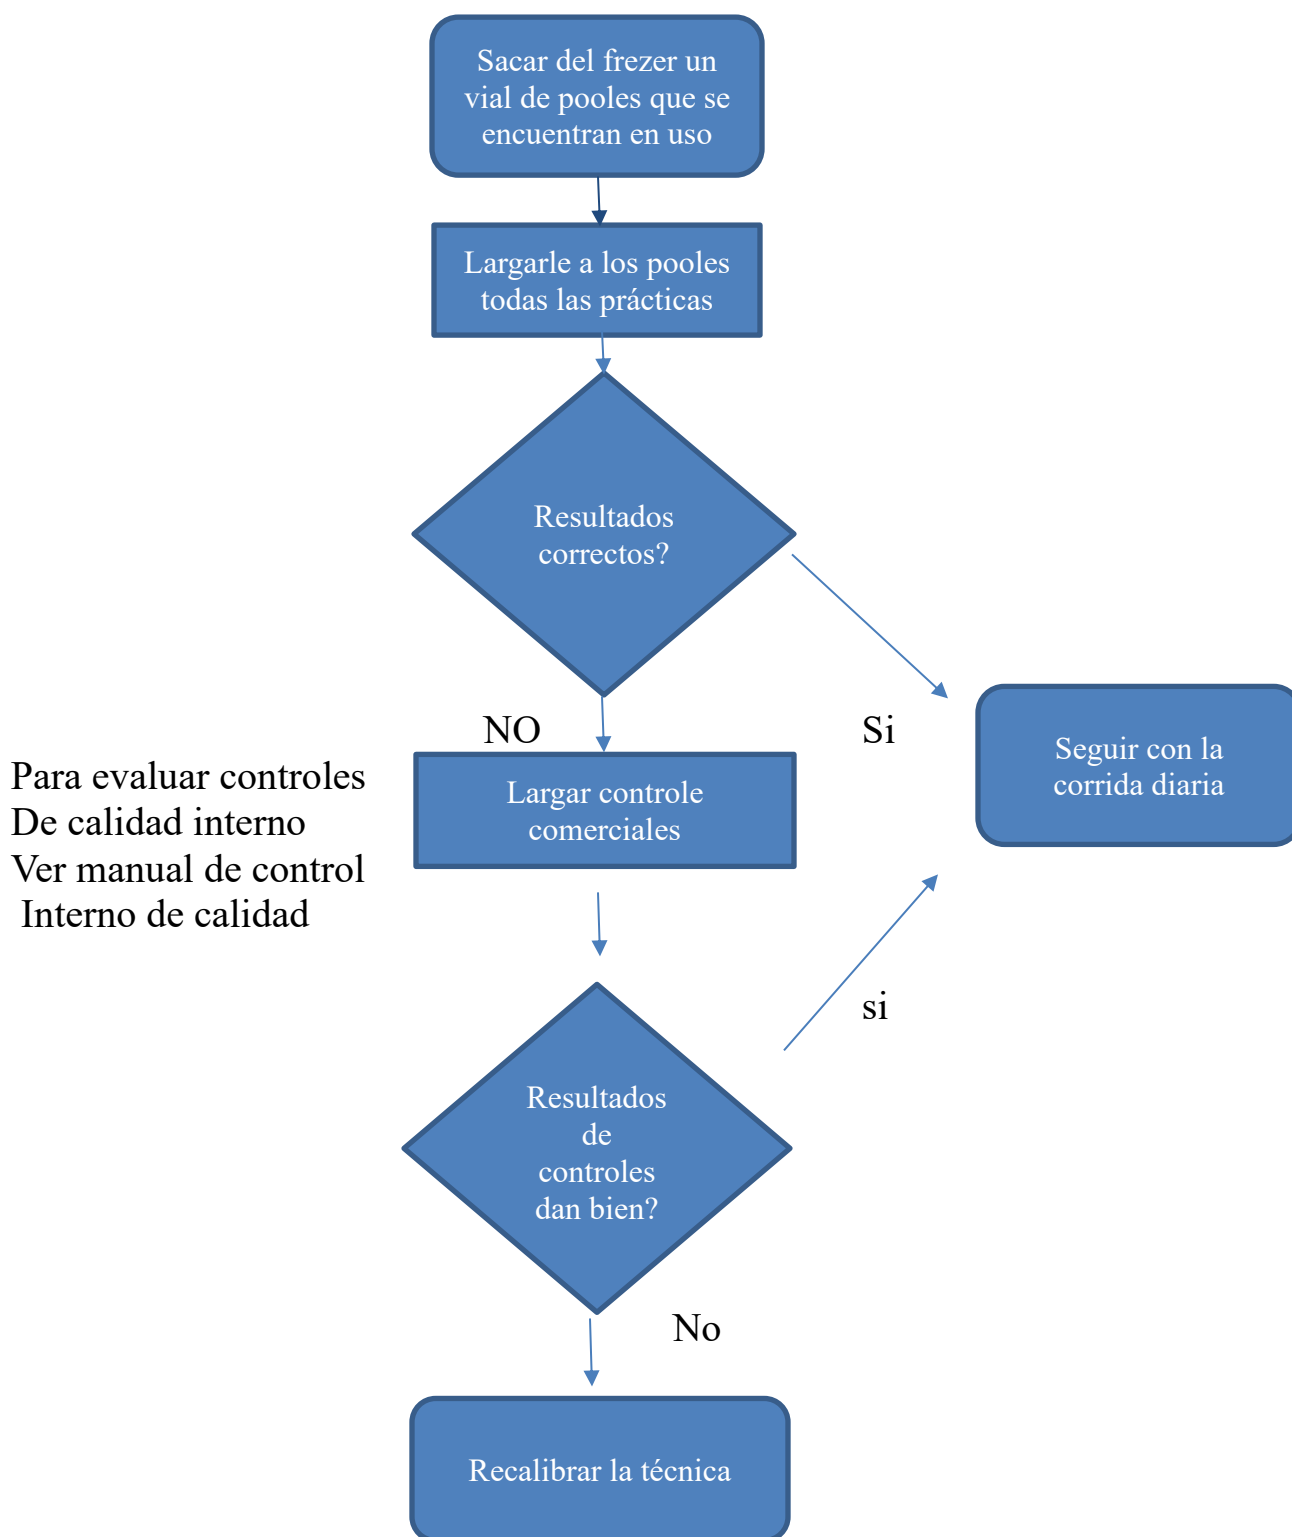 Sacar del frezer un
vial de pooles que se
encuentran en uso
Largarle a los pooles
todas las prácticas
Resultados
correctos?
NO
Si
Seguir con la
corrida diaria
Para evaluar controles
De calidad interno
Ver manual de control
Interno de calidad
Largar controle
comerciales
si
Resultados
de
controles
dan bien?
No
Recalibrar la técnica